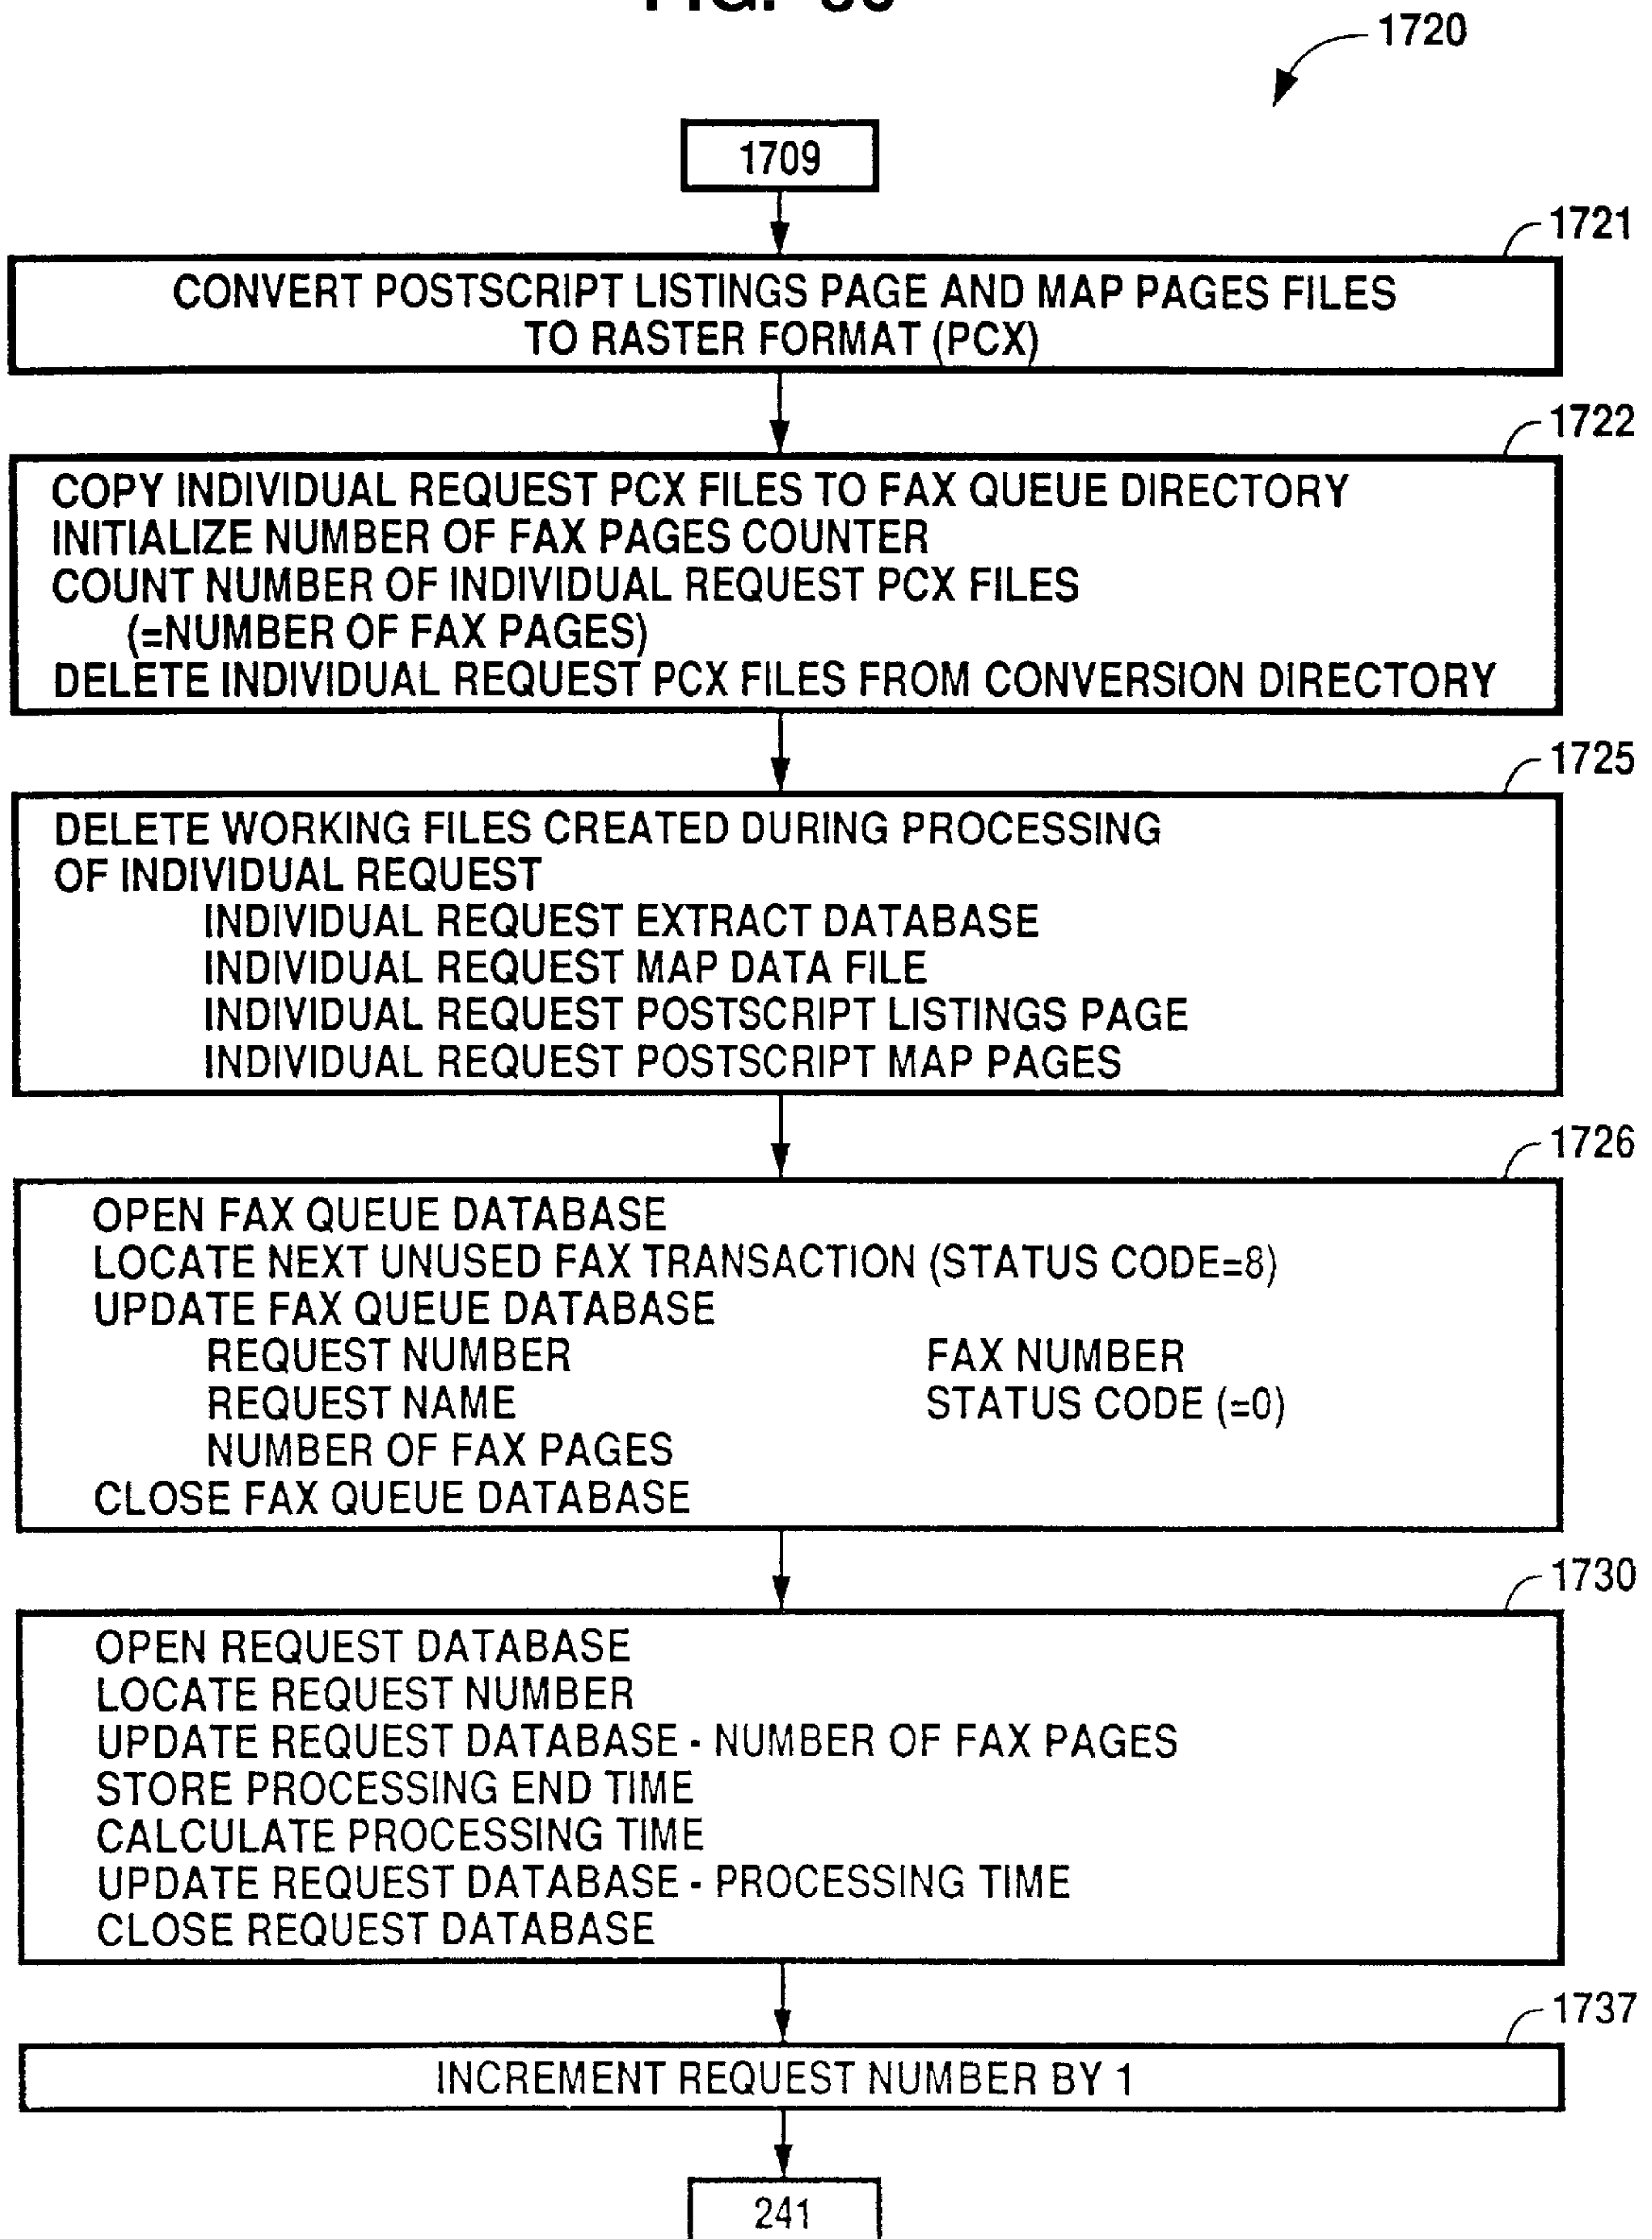 1720
1709
1721
CONVERT POSTSCRIPT LISTINGS PAGE AND MAP PAGES FILES
TO RASTER FORMAT (PCX)
1722
COPY INDIVIDUAL REQUEST PCX FILES TO FAX QUEUE DIRECTORY
INITIALIZE NUMBER OF FAX PAGES COUNTER
COUNT NUMBER OF INDIVIDUAL REQUEST PCX FILES
(=NUMBER OF FAX PAGES)
DELETE INDIVIDUAL REQUEST PCX FILES FROM CONVERSION DIRECTORY
1725
DELETE WORKING FILES CREATED DURING PROCESSING
OF INDIVIDUAL REQUEST
INDIVIDUAL REQUEST EXTRACT DATABASE
INDIVIDUAL REQUEST MAP DATA FILE
INDIVIDUAL REQUEST POSTSCRIPT LISTINGS PAGE
INDIVIDUAL REQUEST POSTSCRIPT MAP PAGES
1726
OPEN FAX QUEUE DATABASE
LOCATE NEXT UNUSED FAX TRANSACTION (STATUS CODE=8)
UPDATE FAX QUEUE DATABASE
REQUEST NUMBER FAX NUMBER
REQUEST NAME STATUS CODE (=0)
NUMBER OF FAX PAGES
CLOSE FAX QUEUE DATABASE
1730
OPEN REQUEST DATABASE
LOCATE REQUEST NUMBER
UPDATE REQUEST DATABASE - NUMBER OF FAX PAGES
STORE PROCESSING END TIME
CALCULATE PROCESSING TIME
UPDATE REQUEST DATABASE - PROCESSING TIME
CLOSE REQUEST DATABASE
1737
INCREMENT REQUEST NUMBER BY 1
241